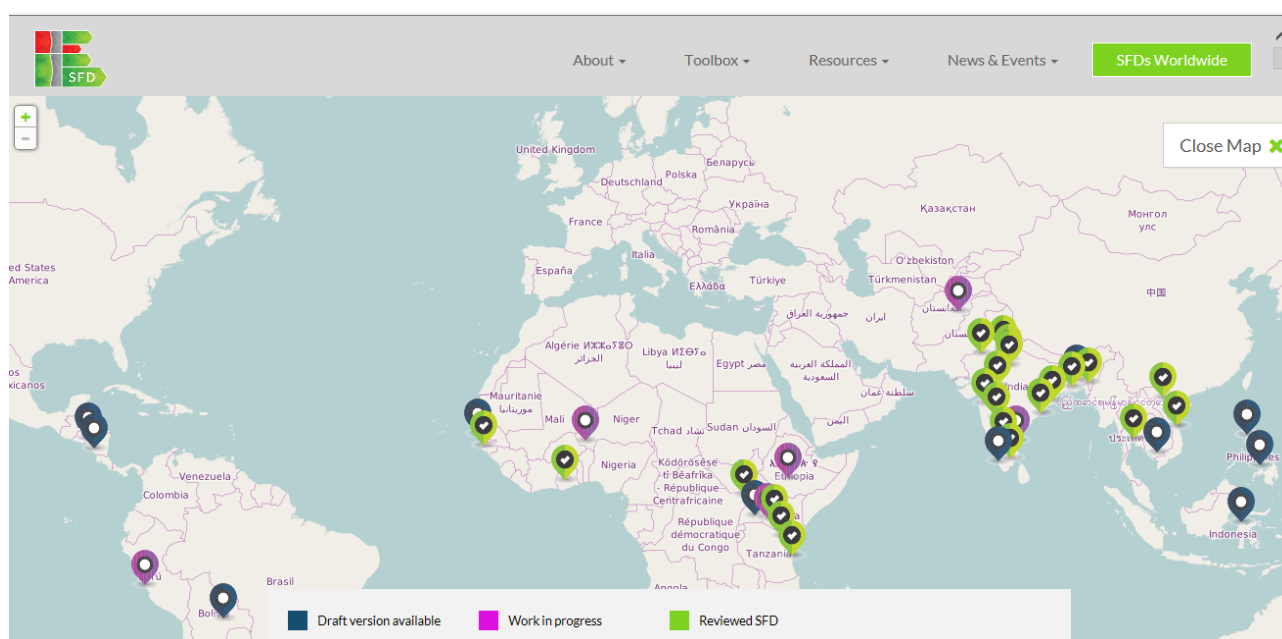 SFD
About
Toolbox
Resources
News & Events
SFDs Worldwide
+
-
Close Map
United Kingdom
Беларусь
Polska
Deutschland
Україна
Қазақстан
Монгол
улс
France
România
ed States
America
Italia
O'zbekiston
España
Türkiye
Türkmenistan
Ελλάδα
中国
ایران
Algérie
الجزائر
Libya
ليبيا
Egypt مصر
المملكة العربية
السعودية
سلطنة عمان
Mauritanie
موريتانيا
India
os
xicanos
Mali
Niger
Tchad تشاد
Sudan السودان
اليمن
Nigeria
Ködörösêse
tî Bêafrîka
- République
Centrafricaine
Ethiopia
Venezuela
Colombia
République
démocratique
du Congo
Tanzania
Indonesia
Brasil
Angola
Draft version available
Work in progress
Reviewed SFD